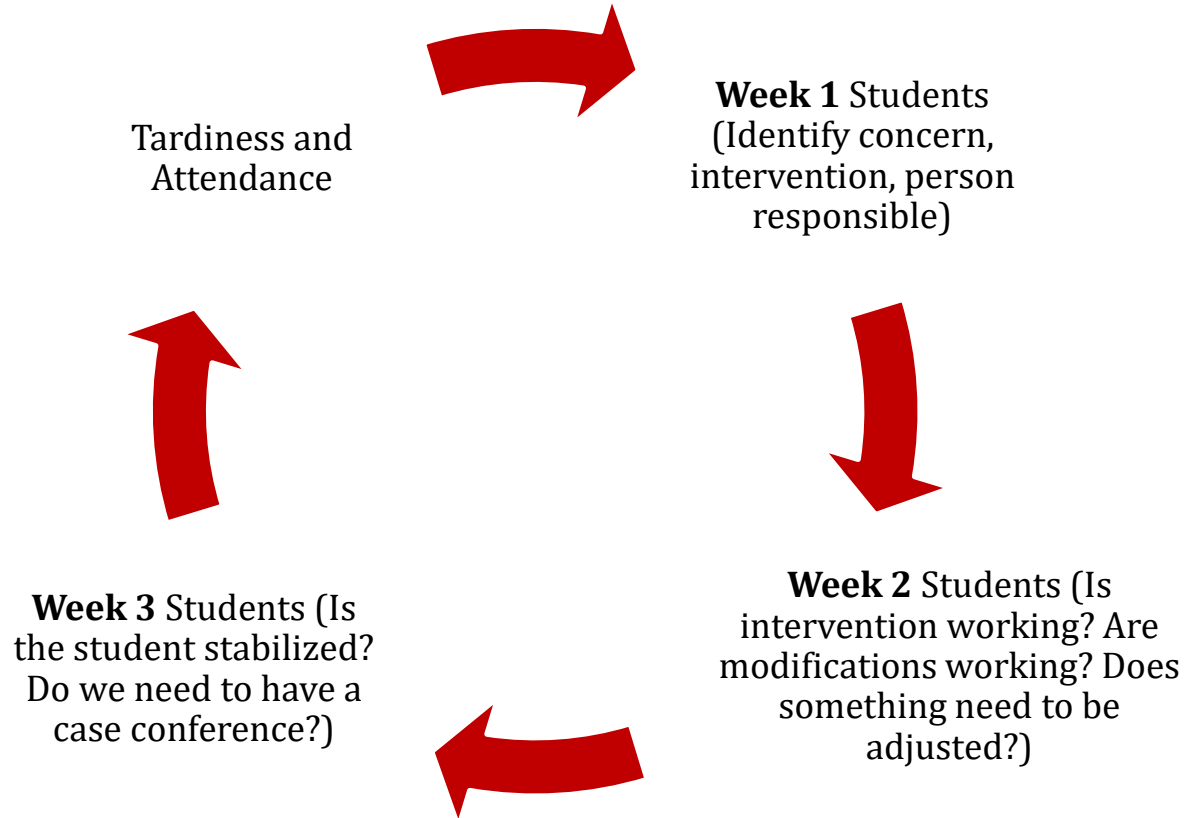 Tardiness and
Attendance
Week 1 Students
(Identify concern,
intervention, person
responsible)
Week 2 Students (Is
intervention working? Are
modifications working? Does
something need to be
adjusted?)
Week 3 Students (Is
the student stabilized?
Do we need to have a
case conference?)